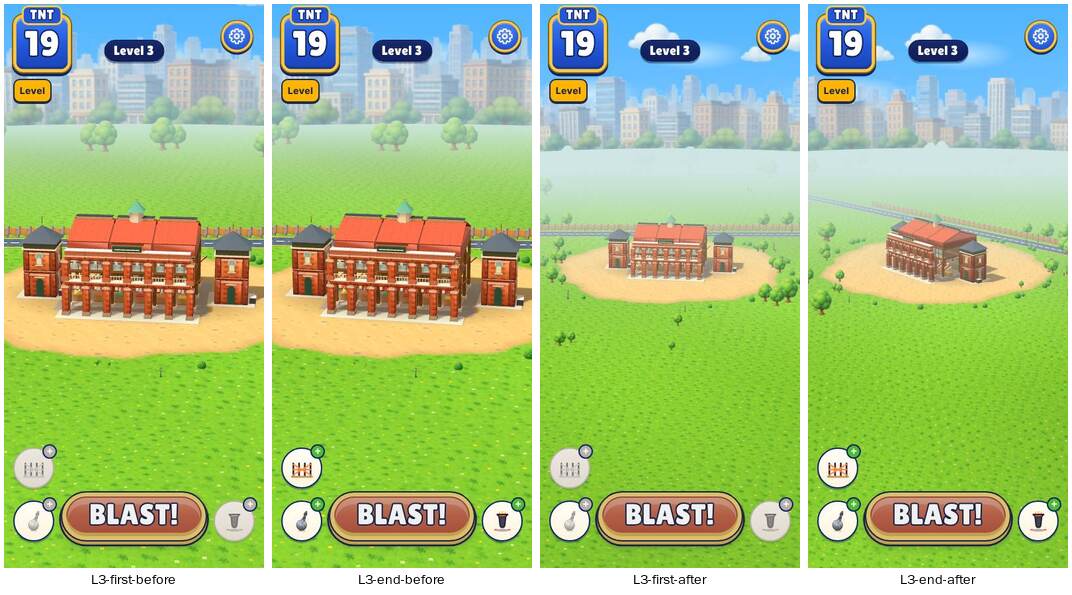 TNT
19
Level 3
Level
BLAST!
L3-first-before
TNT
19
Level 3
Level
BLAST!
L3-end-before
TNT
19
Level 3
Level
BLAST!
L3-first-after
TNT
19
Level 3
Level
BLAST!
L3-end-after